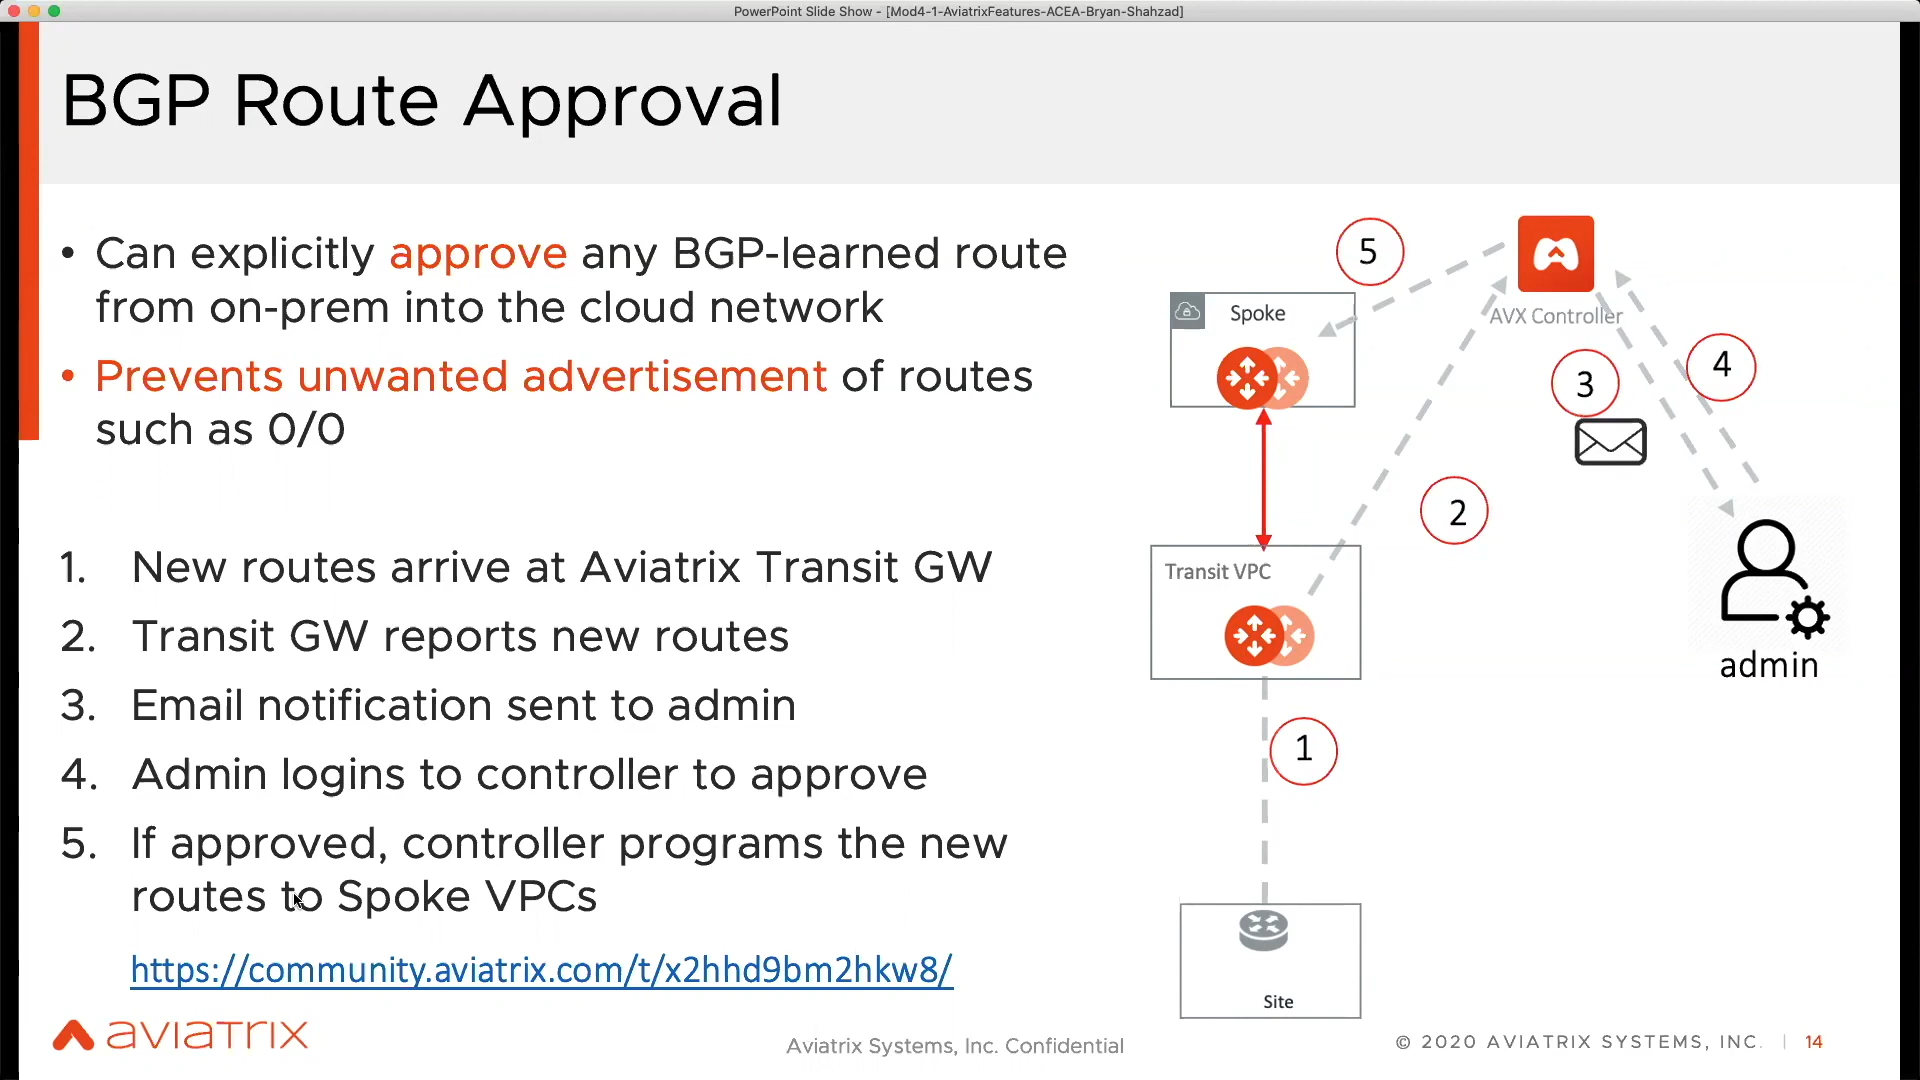 PowerPoint Slide Show - [Mod4-1-AviatrixFeatures-ACEA-Bryan-Shahzad]
BGP Route Approval
• Can explicitly approve any BGP-learned route
from on-prem into the cloud network
• Prevents unwanted advertisement of routes
such as 0/0
1. New routes arrive at Aviatrix Transit GW
2. Transit GW reports new routes
3. Email notification sent to admin
4. Admin logins to controller to approve
5. If approved, controller programs the new
routes to Spoke VPCs
https://community.aviatrix.com/t/x2hhd9bm2hkw8/
5
Spoke
AVX Controller
3
4
2
Transit VPC
admin
1
Site
aviatrix
Aviatrix Systems, Inc. Confidential
© 2020 AVIATRIX SYSTEMS, INC. | 14